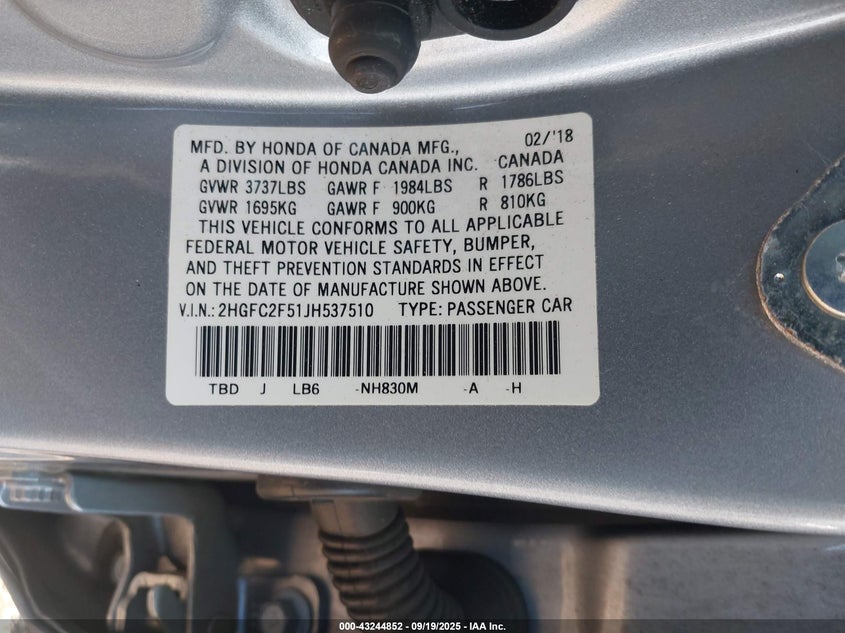 MFD. BY HONDA OF CANADA MFG., 02/'18
A DIVISION OF HONDA CANADA INC. CANADA
GVWR 3737LBS GAWR F 1984LBS R 1786LBS
GVWR 1695KG GAWR F 900KG R 810KG
THIS VEHICLE CONFORMS TO ALL APPLICABLE
FEDERAL MOTOR VEHICLE SAFETY, BUMPER,
AND THEFT PREVENTION STANDARDS IN EFFECT
ON THE DATE OF MANUFACTURE SHOWN ABOVE.
V.I.N.: 2HGFC2F51JH537510 TYPE: PASSENGER CAR
TBD J LB6 -NH830M -A -H
000-43244852 - 09/19/2025 - IAA Inc.